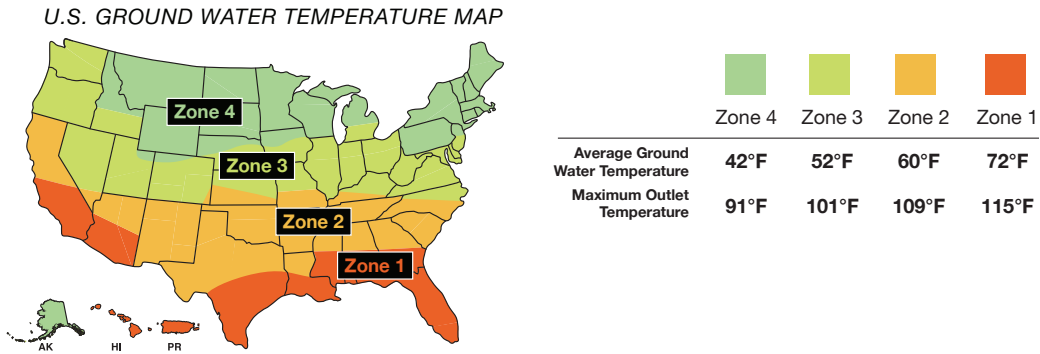 U.S. GROUND WATER TEMPERATURE MAP
Zone 4
Zone 3
Zone 2
Zone 1
AK
HI
PR
Zone 4 Zone 3 Zone 2 Zone 1
Average Ground
Water Temperature
42°F 52°F 60°F 72°F
Maximum Outlet
Temperature
91°F 101°F 109°F 115°F